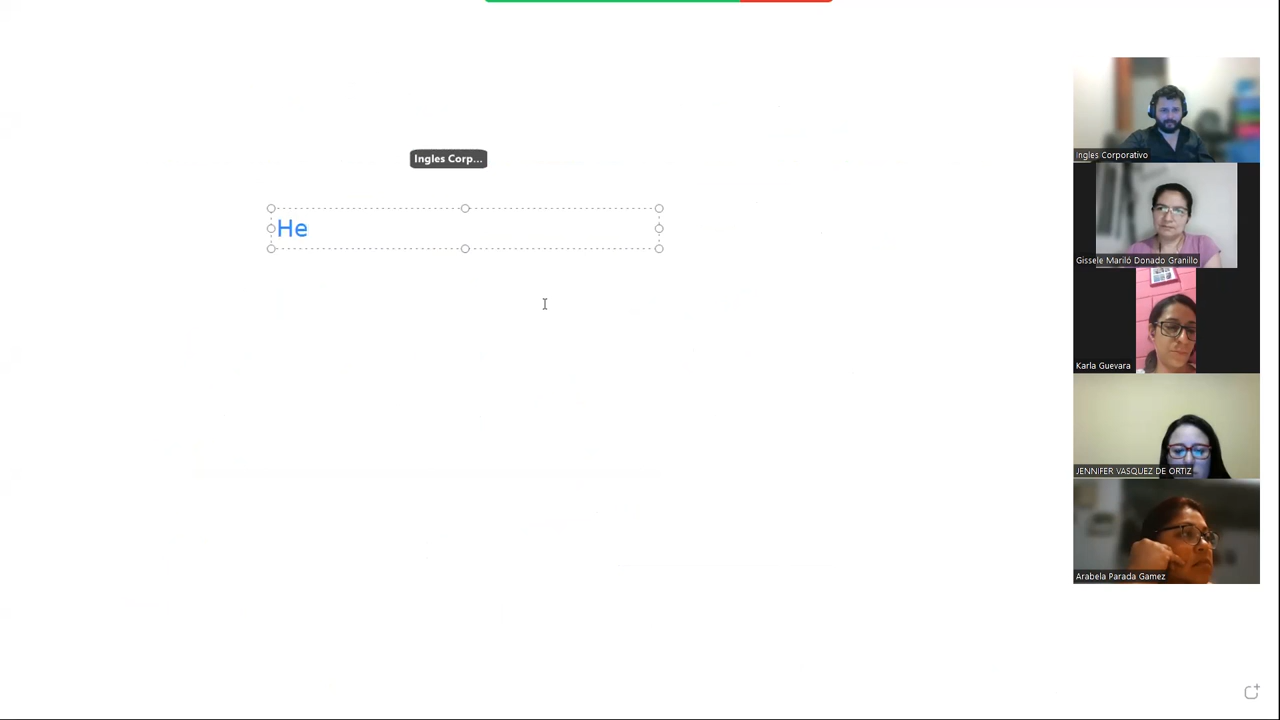 Ingles Corp...
He
Ingles Corporativo
Gissele Mariló Donado Granillo
Karla Guevara
JENNIFER VASQUEZ DE ORTIZ
Arabela Parada Gamez